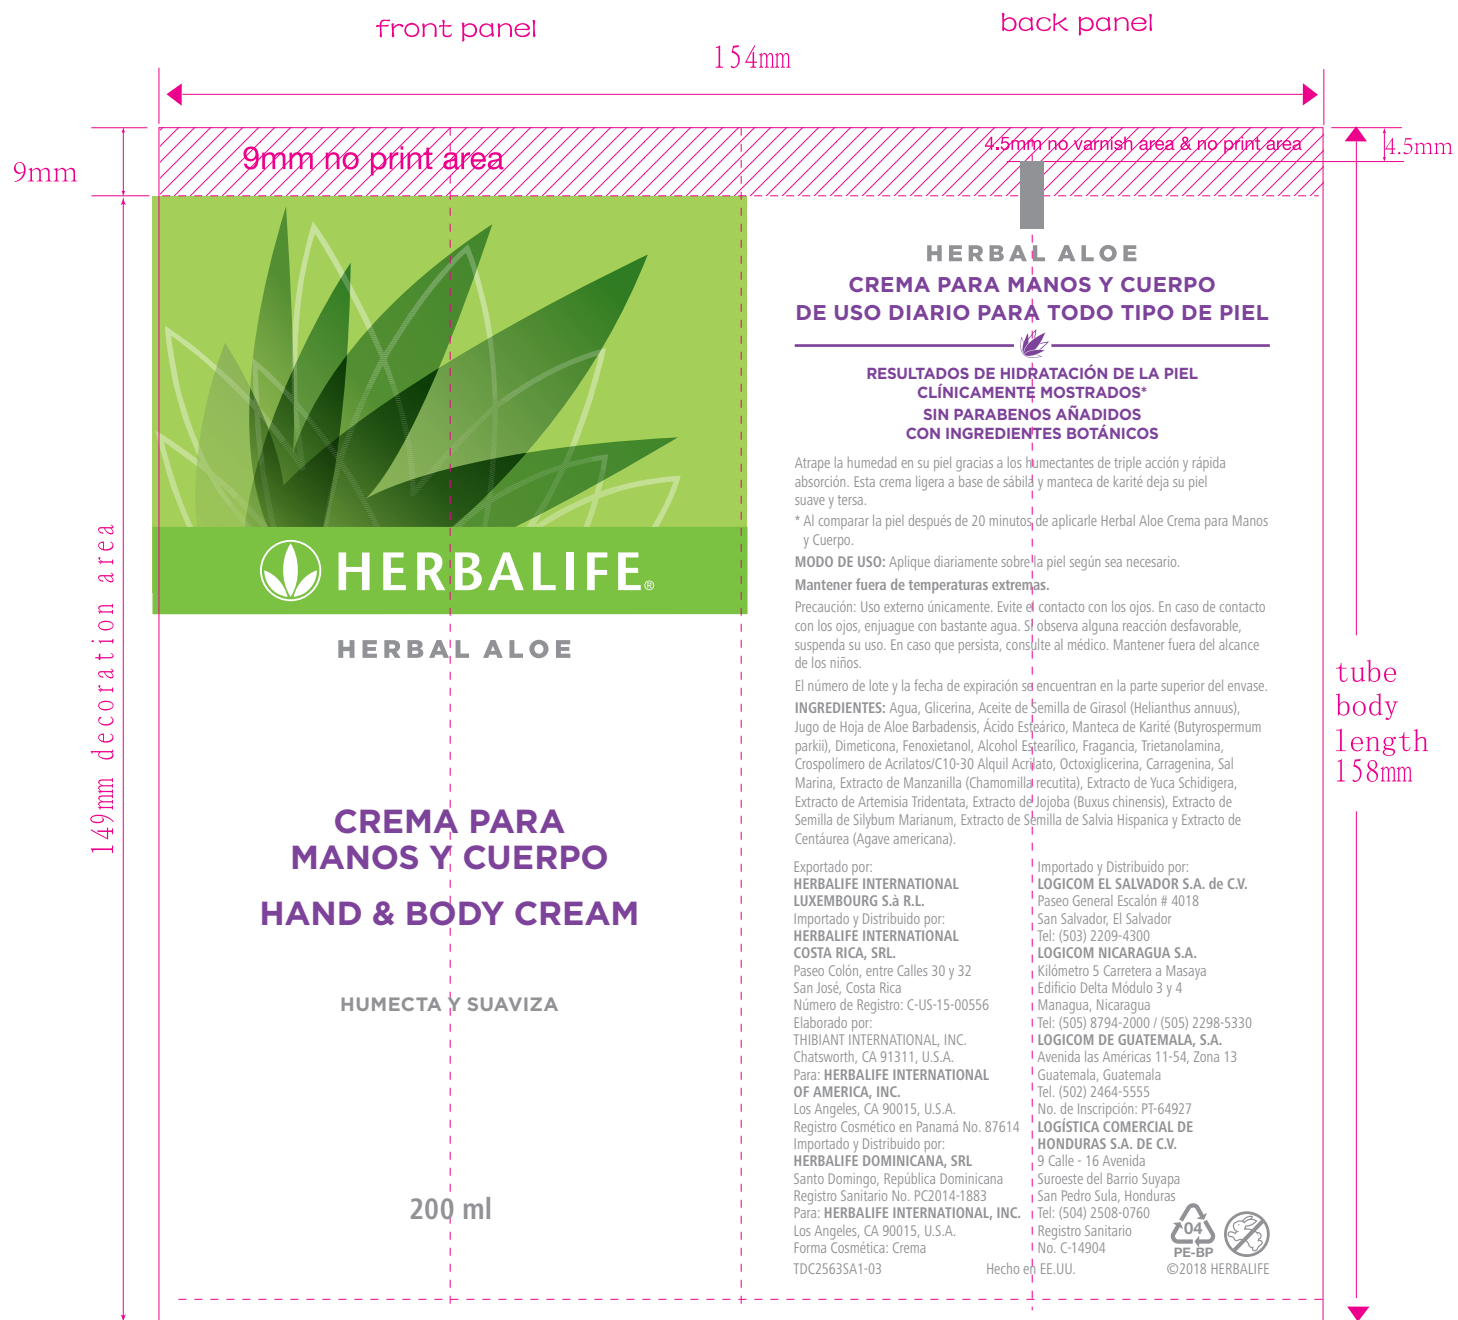 front panel
back panel
154mm
9mm no print area
4.5mm no varnish area & no print area
4.5mm
9mm
149mm decoration area
tube
body
length
158mm
HERBALIFE®
HERBAL ALOE
CREMA PARA
MANOS Y CUERPO
HAND & BODY CREAM
HUMECTA Y SUAVIZA
200 ml
HERBAL ALOE
CREMA PARA MANOS Y CUERPO
DE USO DIARIO PARA TODO TIPO DE PIEL
RESULTADOS DE HIDRATACIÓN DE LA PIEL
CLÍNICAMENTE MOSTRADOS*
SIN PARABENOS AÑADIDOS
CON INGREDIENTES BOTÁNICOS
Atrape la humedad en su piel gracias a los humectantes de triple acción y rápida
absorción. Esta crema ligera a base de sábila y manteca de karité deja su piel
suave y tersa.
* Al comparar la piel después de 20 minutos de aplicarle Herbal Aloe Crema para Manos
y Cuerpo.
MODO DE USO: Aplique diariamente sobre la piel según sea necesario.
Mantener fuera de temperaturas extremas.
Precaución: Uso externo únicamente. Evite el contacto con los ojos. En caso de contacto
con los ojos, enjuague con bastante agua. Si observa alguna reacción desfavorable,
suspenda su uso. En caso que persista, consulte al médico. Mantener fuera del alcance
de los niños.
El número de lote y la fecha de expiración se encuentran en la parte superior del envase.
INGREDIENTES: Agua, Glicerina, Aceite de Semilla de Girasol (Helianthus annuus),
Jugo de Hoja de Aloe Barbadensis, Ácido Esteárico, Manteca de Karité (Butyrospermum
parkii), Dimeticona, Fenoxietanol, Alcohol Estearílico, Fragancia, Trietanolamina,
Crospolímero de Acrilatos/C10-30 Alquil Acrilato, Octoxiglicerina, Carragenina, Sal
Marina, Extracto de Manzanilla (Chamomilla recutita), Extracto de Yuca Schidigera,
Extracto de Artemisia Tridentata, Extracto de Jojoba (Buxus chinensis), Extracto de
Semilla de Silybum Marianum, Extracto de Semilla de Salvia Hispanica y Extracto de
Centáurea (Agave americana).
Exportado por:
HERBALIFE INTERNATIONAL
LUXEMBOURG S.à R.L.
Importado y Distribuido por:
HERBALIFE INTERNATIONAL
COSTA RICA, SRL.
Paseo Colón, entre Calles 30 y 32
San José, Costa Rica
Número de Registro: C-US-15-00556
Elaborado por:
THIBIANT INTERNATIONAL, INC.
Chatsworth, CA 91311, U.S.A.
Para: HERBALIFE INTERNATIONAL
OF AMERICA, INC.
Los Angeles, CA 90015, U.S.A.
Registro Cosmético en Panamá No. 87614
Importado y Distribuido por:
HERBALIFE DOMINICANA, SRL
Santo Domingo, República Dominicana
Registro Sanitario No. PC2014-1883
Para: HERBALIFE INTERNATIONAL, INC.
Los Angeles, CA 90015, U.S.A.
Forma Cosmética: Crema
TDC2563SA1-03
Importado y Distribuido por:
LOGICOM EL SALVADOR S.A. de C.V.
Paseo General Escalón # 4018
San Salvador, El Salvador
Tel: (503) 2209-4300
LOGICOM NICARAGUA S.A.
Kilómetro 5 Carretera a Masaya
Edificio Delta Módulo 3 y 4
Managua, Nicaragua
Tel: (505) 8794-2000 / (505) 2298-5330
LOGICOM DE GUATEMALA, S.A.
Avenida las Américas 11-54, Zona 13
Guatemala, Guatemala
Tel. (502) 2464-5555
No. de Inscripción: PT-64927
LOGÍSTICA COMERCIAL DE
HONDURAS S.A. DE C.V.
9 Calle - 16 Avenida
Suroeste del Barrio Suyapa
San Pedro Sula, Honduras
Tel: (504) 2508-0760
Registro Sanitario
No. C-14904
04
PE-BP
Hecho en EE.UU.
©2018 HERBALIFE